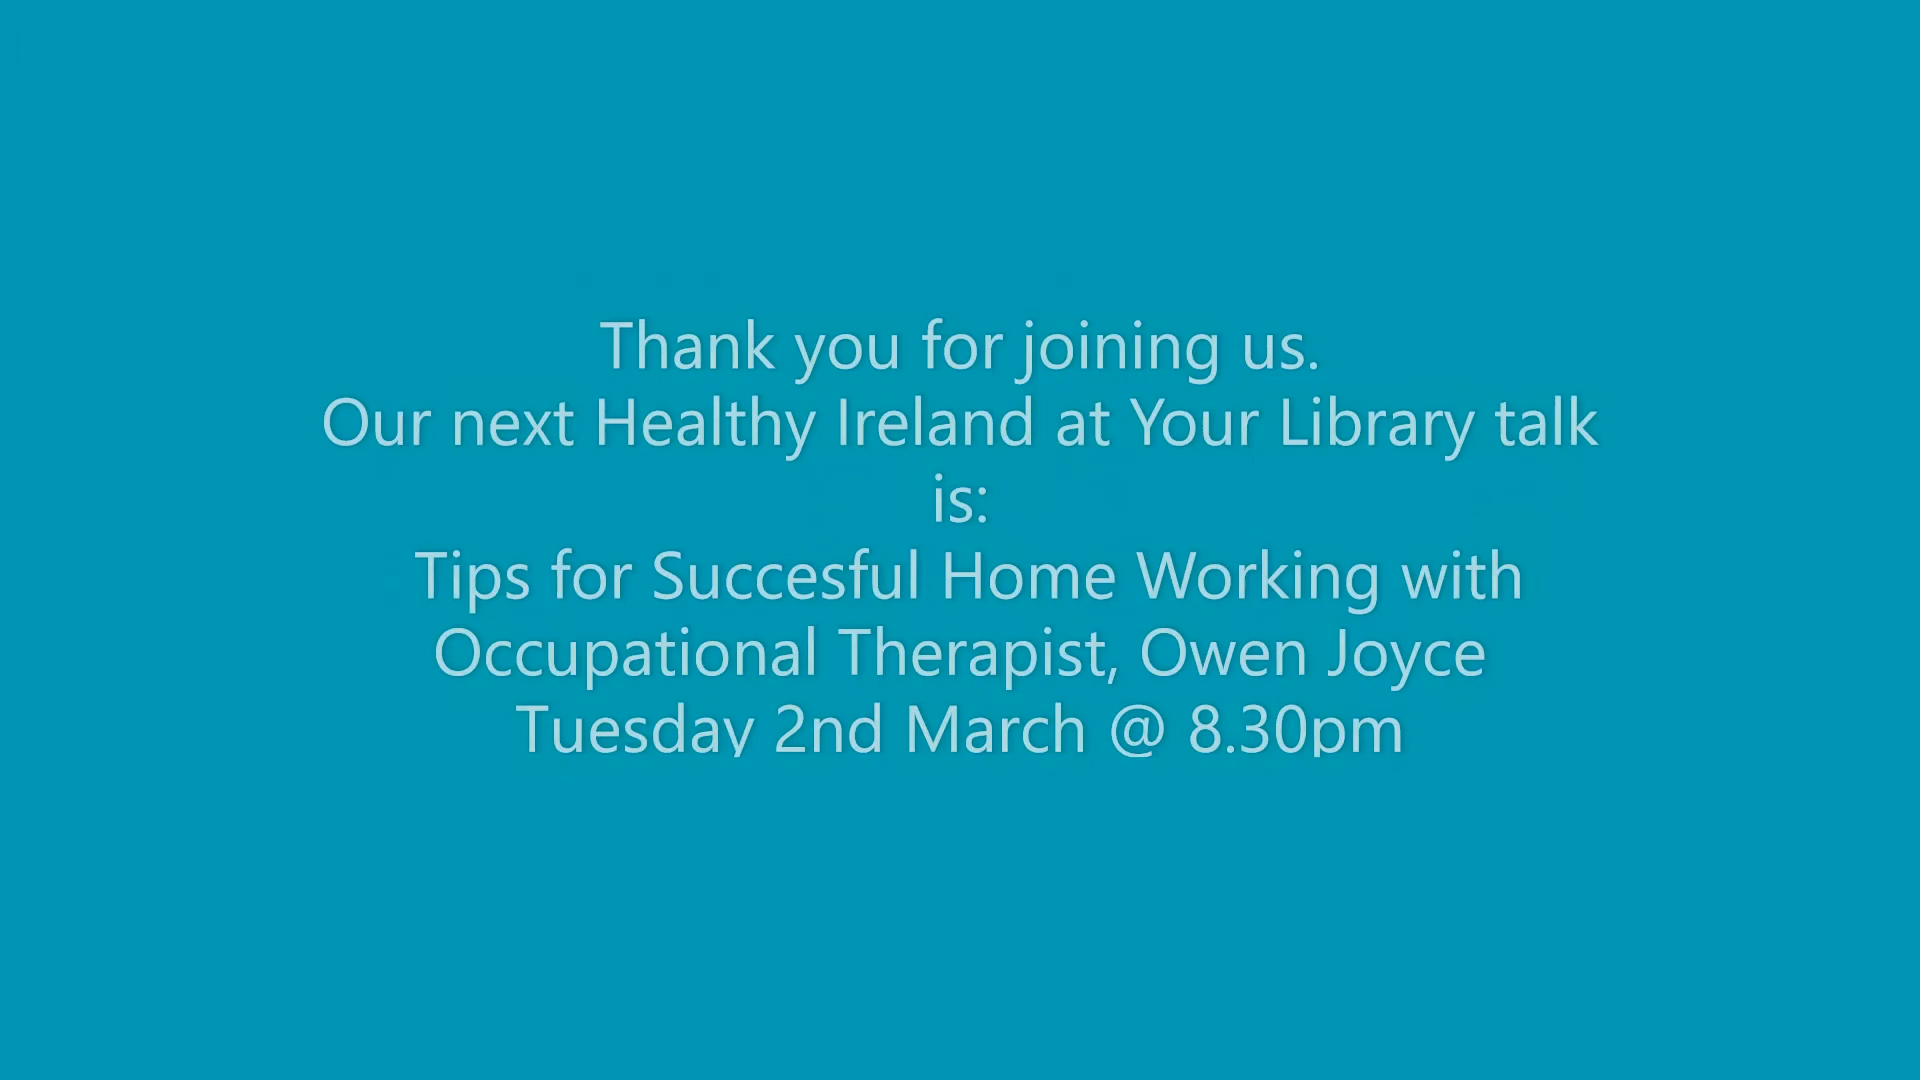 Thank you for joining us.
Our next Healthy Ireland at Your Library talk
is:
Tips for Succesful Home Working with
Occupational Therapist, Owen Joyce
Tuesday 2nd March @ 8.30pm